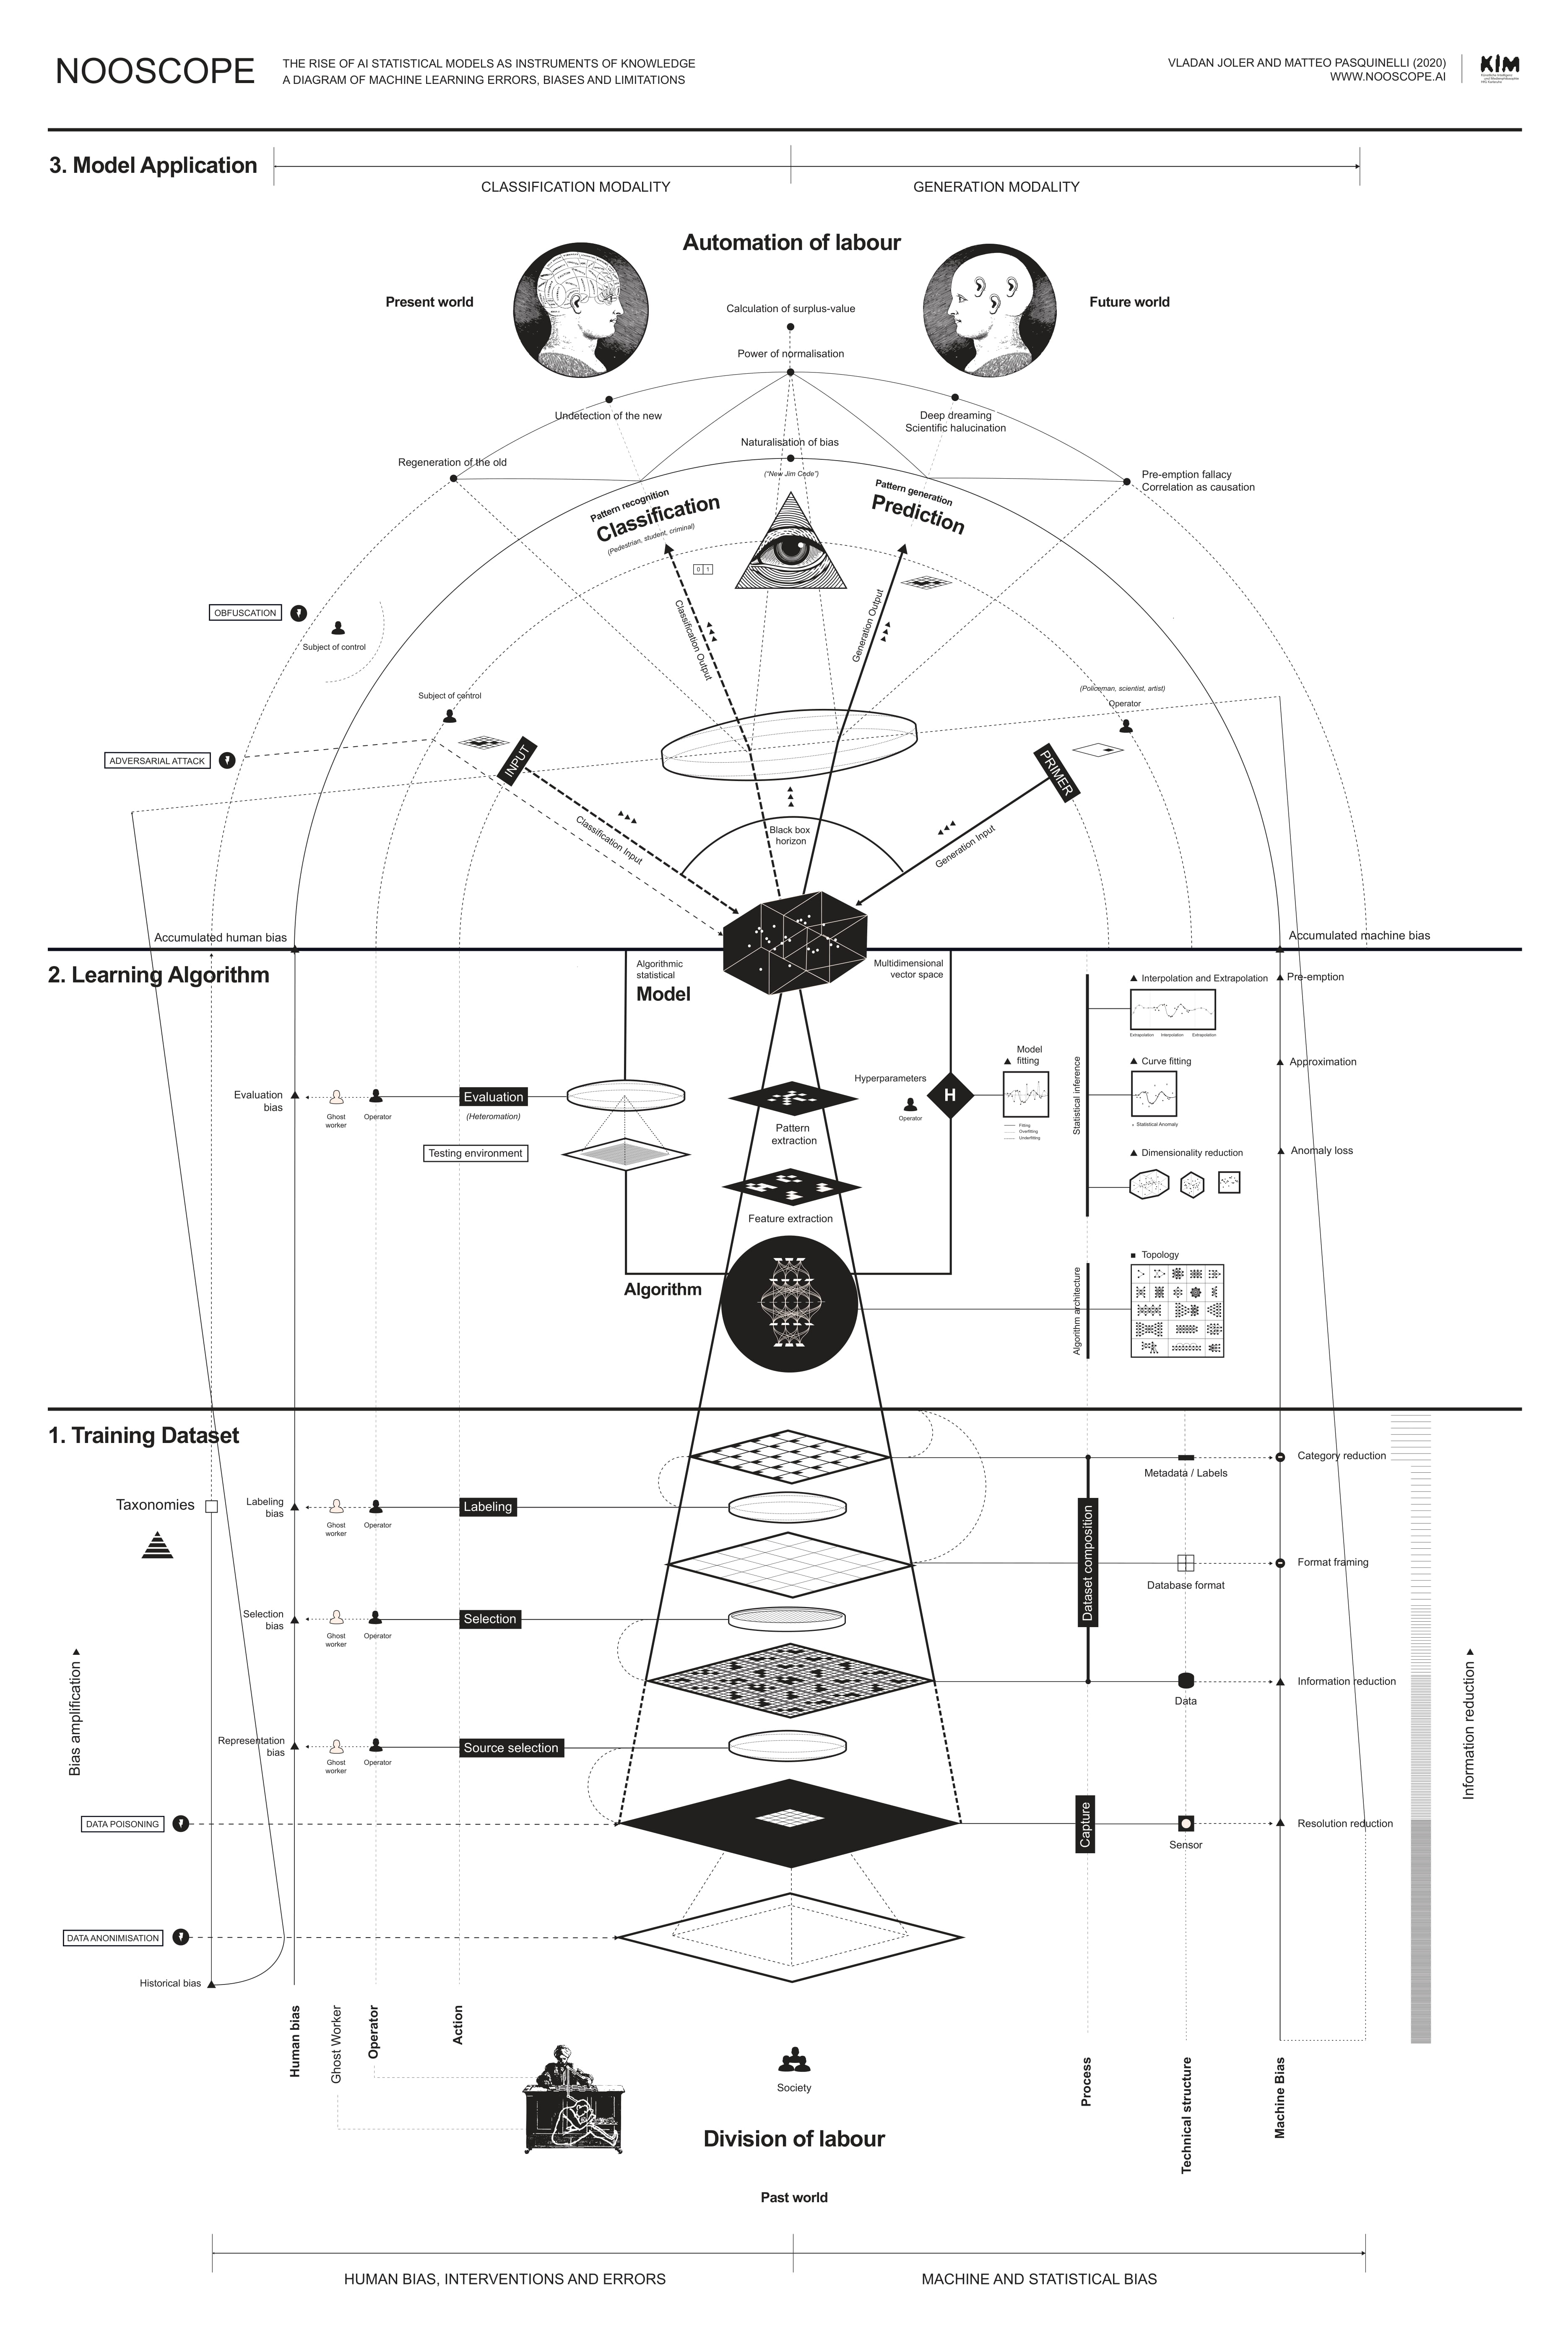 NOOSCOPE
THE RISE OF AI STATISTICAL MODELS AS INSTRUMENTS OF KNOWLEDGE
A DIAGRAM OF MACHINE LEARNING ERRORS, BIASES AND LIMITATIONS
VLADAN JOLER AND MATTEO PASQUINELLI (2020)
WWW.NOOSCOPE.AI
KIM
3. Model Application
CLASSIFICATION MODALITY
GENERATION MODALITY
Automation of labour
Present world
Future world
Calculation of surplus-value
Power of normalisation
Undetection of the new
Deep dreaming
Scientific halucination
Naturalisation of bias
("New Jim Code")
Regeneration of the old
Pre-emption fallacy
Correlation as causation
Pattern recognition
Classification
(Pedestrian, student, criminal)
Pattern generation
Prediction
0 1
OBFUSCATION
Subject of control
Classification Output
Generation Output
Subject of control
(Policeman, scientist, artist)
Operator
ADVERSARIAL ATTACK
INPUT
PRIMER
Classification Input
Black box
horizon
Generation Input
Accumulated human bias
Accumulated machine bias
2. Learning Algorithm
Algorithmic
statistical
Model
Multidimensional
vector space
Interpolation and Extrapolation
Pre-emption
Extrapolation
Interpolation
Extrapolation
Model
fitting
Curve fitting
Approximation
Statistical inference
Hyperparameters
H
Operator
Fitting
Overfitting
Underfitting
Statistical Anomaly
Evaluation
bias
Ghost
worker
Operator
Evaluation
(Heteromation)
Testing environment
Pattern
extraction
Dimensionality reduction
Anomaly loss
Feature extraction
Algorithm
Algorithm architecture
Topology
1. Training Dataset
Category reduction
Metadata / Labels
Taxonomies
Labeling
bias
Ghost
worker
Operator
Labeling
Dataset composition
Format framing
Database format
Selection
bias
Ghost
worker
Operator
Selection
Bias amplification
Information reduction
Information reduction
Data
Representation
bias
Ghost
worker
Operator
Source selection
DATA POISONING
Capture
Sensor
Resolution reduction
DATA ANONIMISATION
Historical bias
Human bias
Ghost Worker
Operator
Action
Society
Process
Technical structure
Machine Bias
Division of labour
Past world
HUMAN BIAS, INTERVENTIONS AND ERRORS
MACHINE AND STATISTICAL BIAS